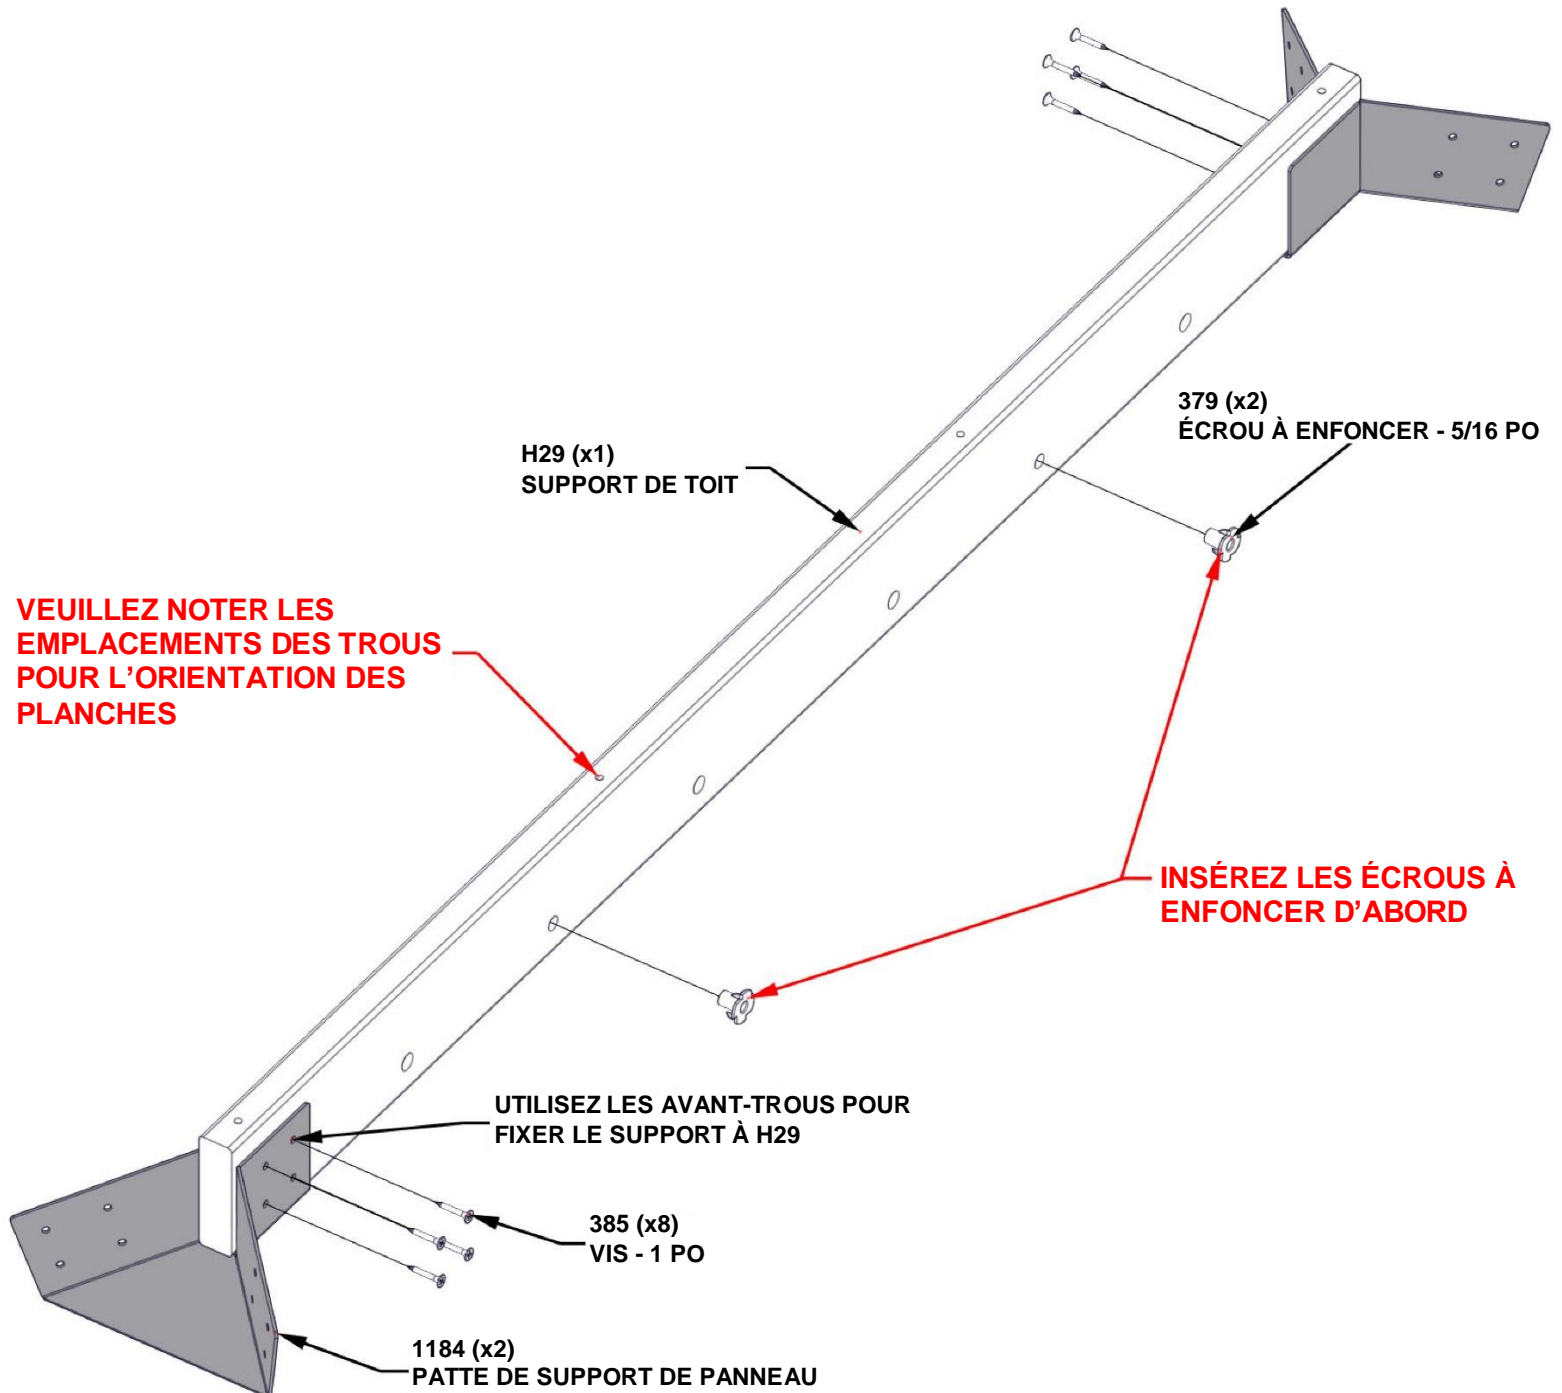 379 (x2)
ÉCROU À ENFONCER - 5/16 PO
H29 (x1)
SUPPORT DE TOIT
VEUILLEZ NOTER LES
EMPLACEMENTS DES TROUS
POUR L’ORIENTATION DES
PLANCHES
INSÉREZ LES ÉCROUS À
ENFONCER D’ABORD
UTILISEZ LES AVANT-TROUS POUR
FIXER LE SUPPORT À H29
385 (x8)
VIS - 1 PO
1184 (x2)
PATTE DE SUPPORT DE PANNEAU